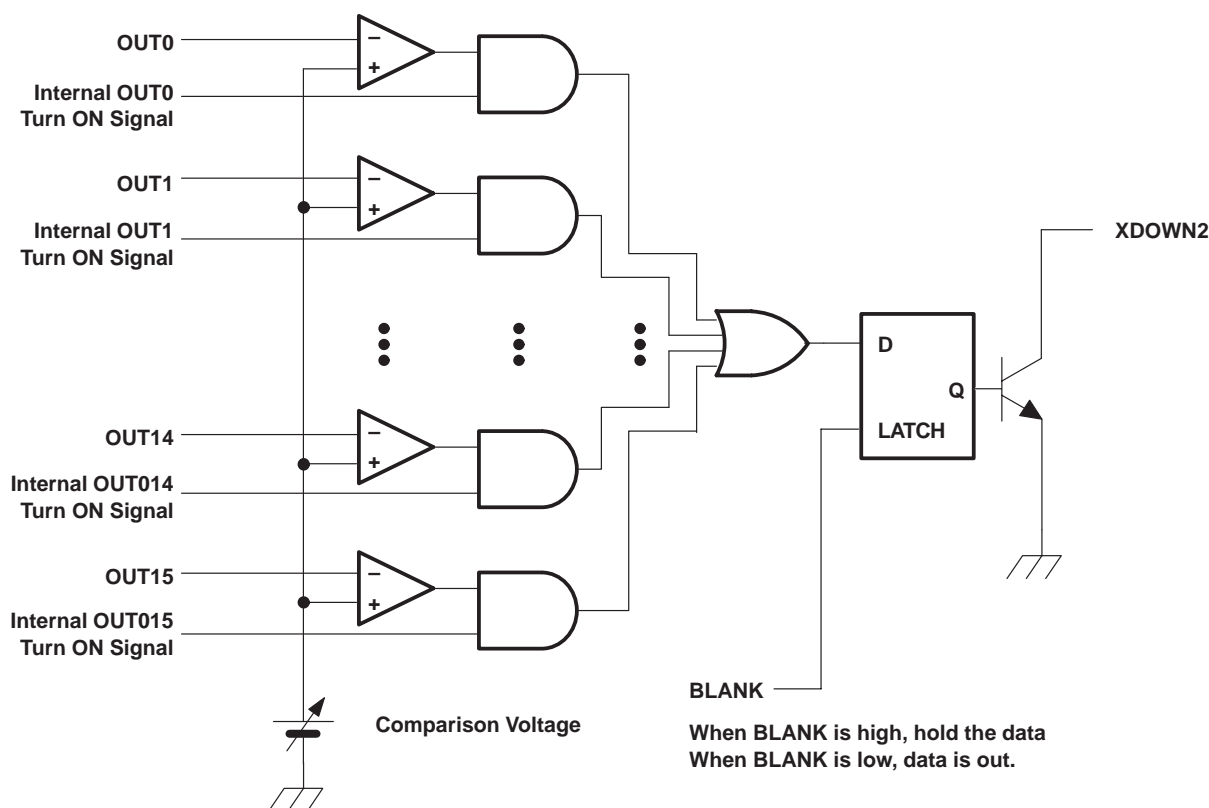 OUT0
–
+
Internal OUT0
Turn ON Signal
OUT1
–
+
Internal OUT1
Turn ON Signal
XDOWN2
D
Q
LATCH
OUT14
–
+
Internal OUT014
Turn ON Signal
OUT15
–
+
Internal OUT015
Turn ON Signal
BLANK
Comparison Voltage
When BLANK is high, hold the data
When BLANK is low, data is out.